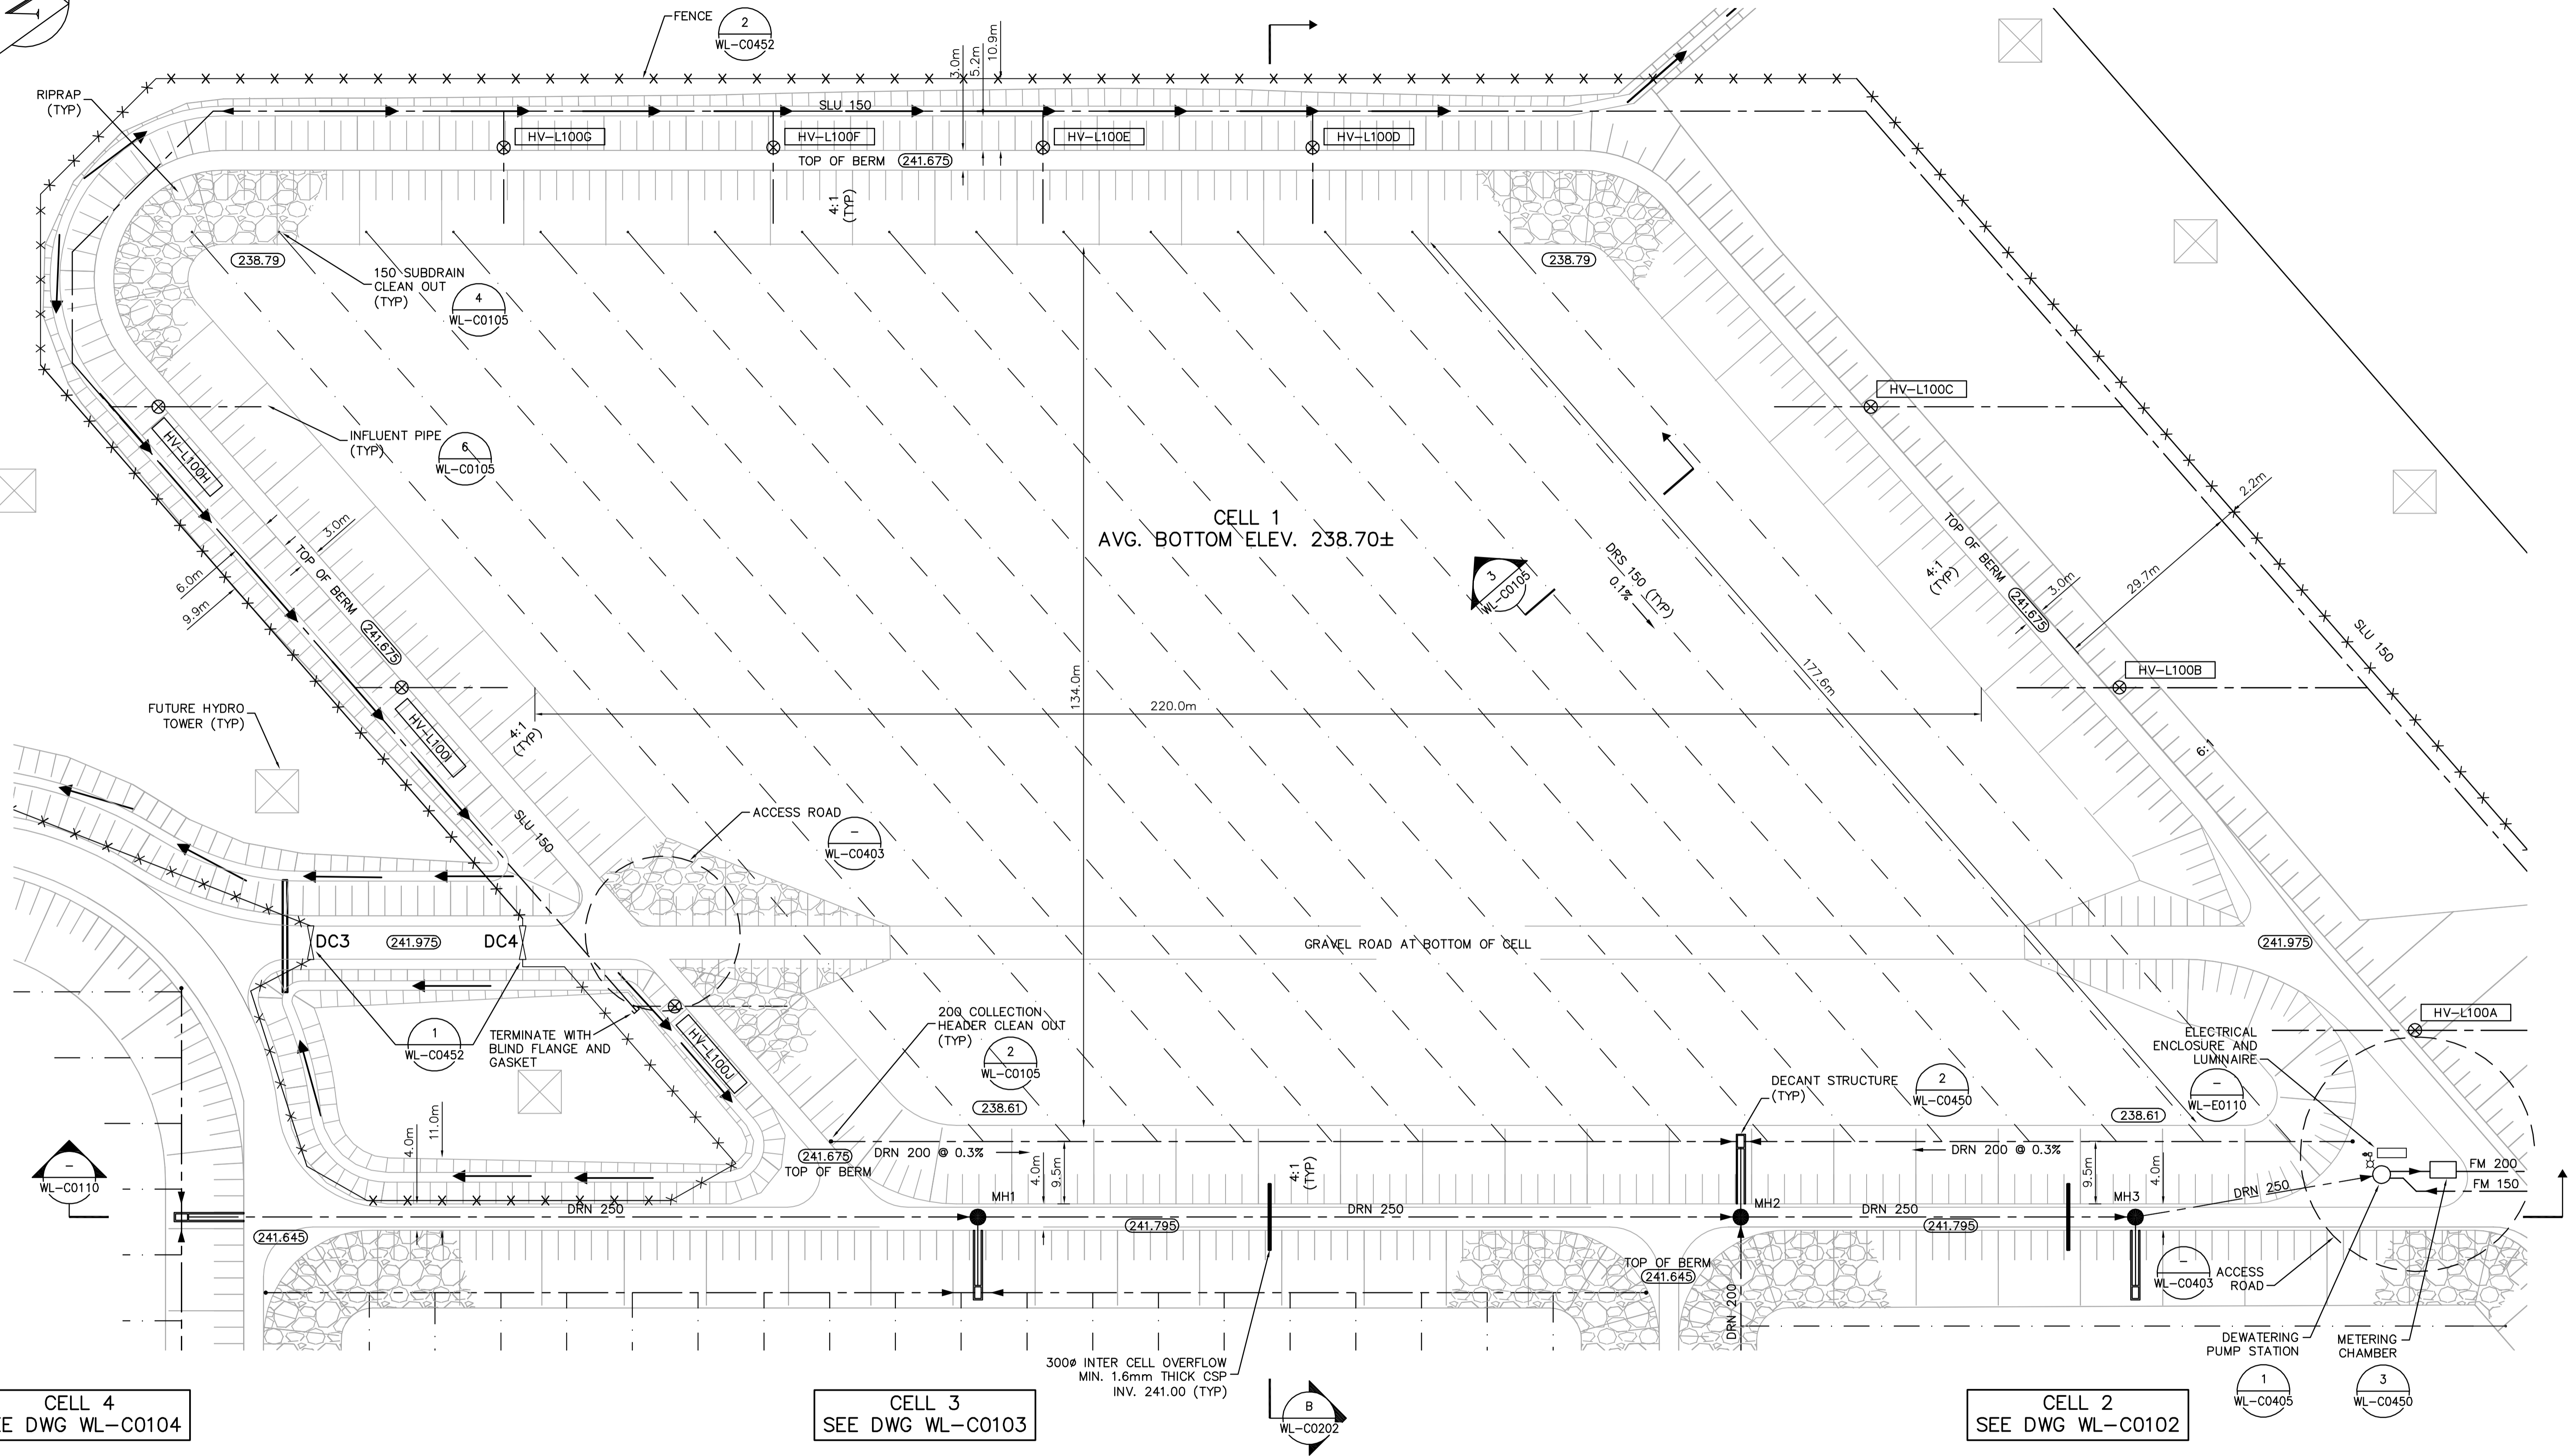 FENCE
2
WL-C0452
3.0m
5.2m
10.9m
RIPRAP
(TYP)
SLU 150
HV-L100G
HV-L100F
HV-L100E
HV-L100D
TOP OF BERM
241.675
4:1
(TYP)
238.79
238.79
150 SUBDRAIN
CLEAN OUT
(TYP)
4
WL-C0105
HV-L100C
INFLUENT PIPE
(TYP)
6
WL-C0105
HV-L100H
2.2m
CELL 1
AVG. BOTTOM ELEV. 238.70±
3.0m
TOP OF BERM
241.675
6.0m
9.9m
3
WL-C0105
DRS 150 (TYP)
0.1%
TOP OF BERM
241.675
4:1
(TYP)
3.0m
29.7m
SLU 150
177.6m
134.0m
220.0m
HV-L100B
FUTURE HYDRO
TOWER (TYP)
HV-L100I
4:1
(TYP)
6:1
SLU 150
ACCESS ROAD
–
WL-C0403
DC3
241.975
DC4
GRAVEL ROAD AT BOTTOM OF CELL
241.975
HV-L100A
1
WL-C0452
TERMINATE WITH
BLIND FLANGE AND
GASKET
HV-L100J
200 COLLECTION
HEADER CLEAN OUT
(TYP)
2
WL-C0105
ELECTRICAL
ENCLOSURE AND
LUMINAIRE
–
WL-E0110
DECANT STRUCTURE
(TYP)
2
WL-C0450
238.61
238.61
4.0m
11.0m
241.675
TOP OF BERM
DRN 200 @ 0.3%
4.0m
9.5m
4:1
(TYP)
DRN 200 @ 0.3%
9.5m
4.0m
–
WL-C0110
FM 200
FM 150
DRN 250
MH1
DRN 250
MH2
DRN 250
MH3
DRN 250
241.645
241.795
241.795
TOP OF BERM
241.645
DRN 200
–
WL-C0403
ACCESS
ROAD
300ø INTER CELL OVERFLOW
MIN. 1.6mm THICK CSP
INV. 241.00 (TYP)
DEWATERING
PUMP STATION
1
WL-C0405
METERING
CHAMBER
3
WL-C0450
B
WL-C0202
CELL 4
EE DWG WL-C0104
CELL 3
SEE DWG WL-C0103
CELL 2
SEE DWG WL-C0102